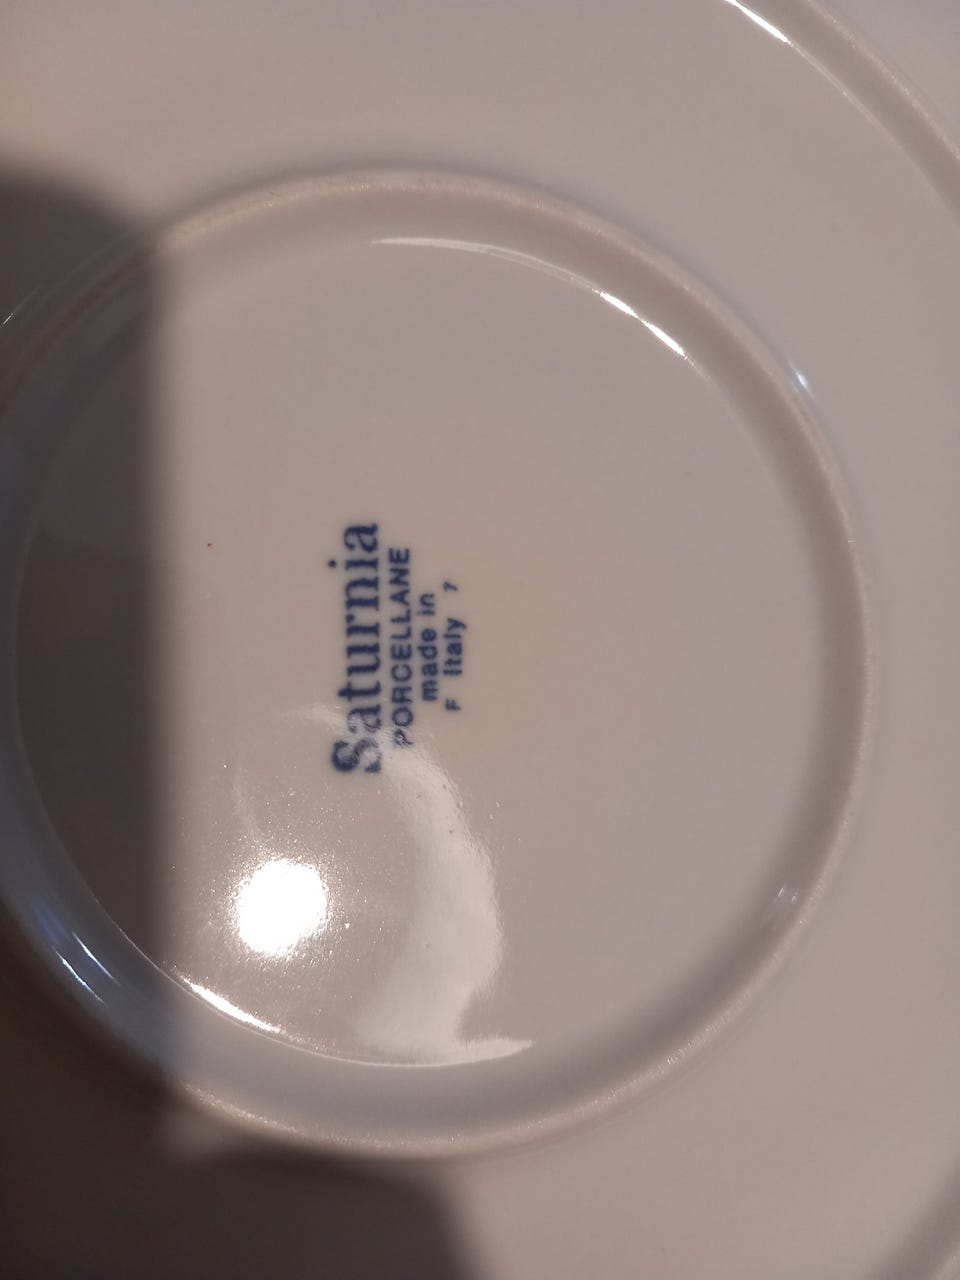 Saturnia
PORCELLANE
made in
F Italy 7